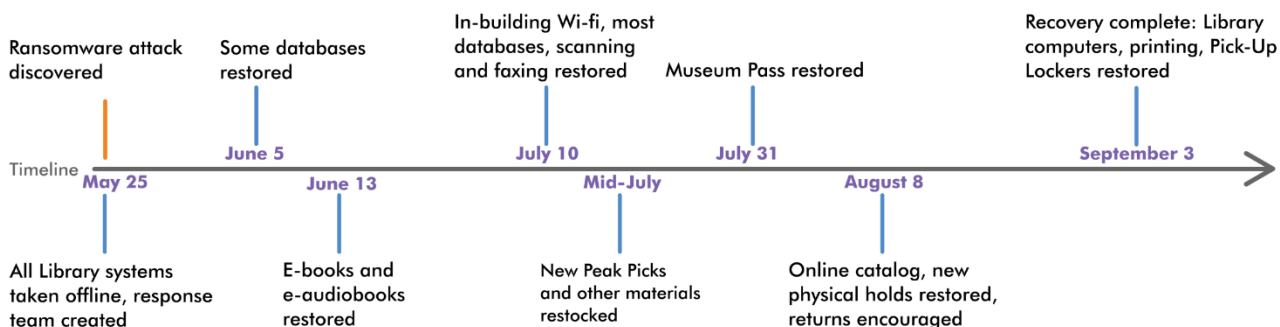 Ransomware attack
discovered
Some databases
restored
In-building Wi-fi, most
databases, scanning
and faxing restored
Museum Pass restored
Recovery complete: Library
computers, printing, Pick-Up
Lockers restored
Timeline
May 25
June 5
June 13
July 10
Mid-July
July 31
August 8
September 3
All Library systems
taken offline, response
team created
E-books and
e-audiobooks
restored
New Peak Picks
and other materials
restocked
Online catalog, new
physical holds restored,
returns encouraged